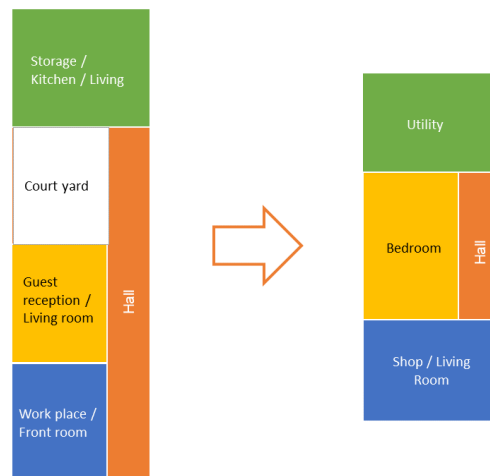 Storage /
Kitchen / Living
Court yard
Guest
reception /
Living room
Hall
Work place /
Front room
Utility
Bedroom
Hall
Shop / Living
Room